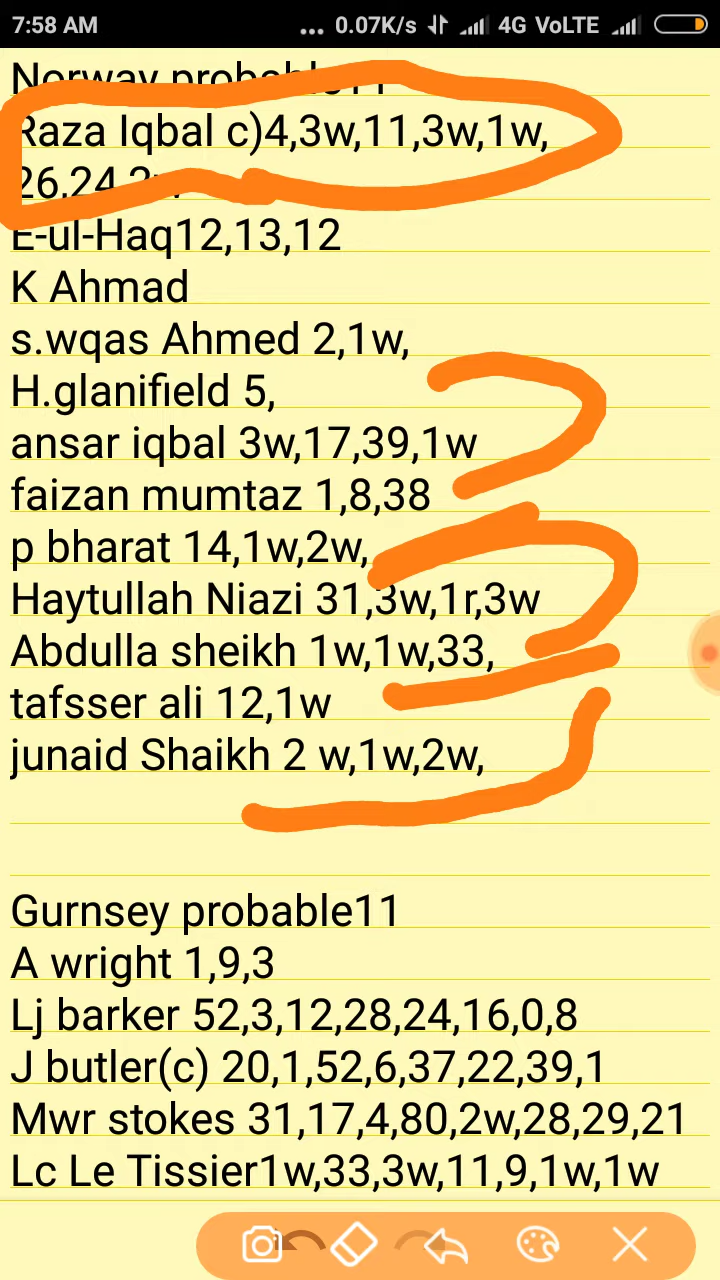 7:58 AM ... 0.07K/s 4G VoLTE
Norway probable11
Raza Iqbal c)4,3w,11,3w,1w,
26,24,2w
E-ul-Haq12,13,12
K Ahmad
s.wqas Ahmed 2,1w,
H.glanifield 5,
ansar iqbal 3w,17,39,1w
faizan mumtaz 1,8,38
p bharat 14,1w,2w,
Haytullah Niazi 31,3w,1r,3w
Abdulla sheikh 1w,1w,33,
tafsser ali 12,1w
junaid Shaikh 2 w,1w,2w,
Gurnsey probable11
A wright 1,9,3
Lj barker 52,3,12,28,24,16,0,8
J butler(c) 20,1,52,6,37,22,39,1
Mwr stokes 31,17,4,80,2w,28,29,21
Lc Le Tissier1w,33,3w,11,9,1w,1w